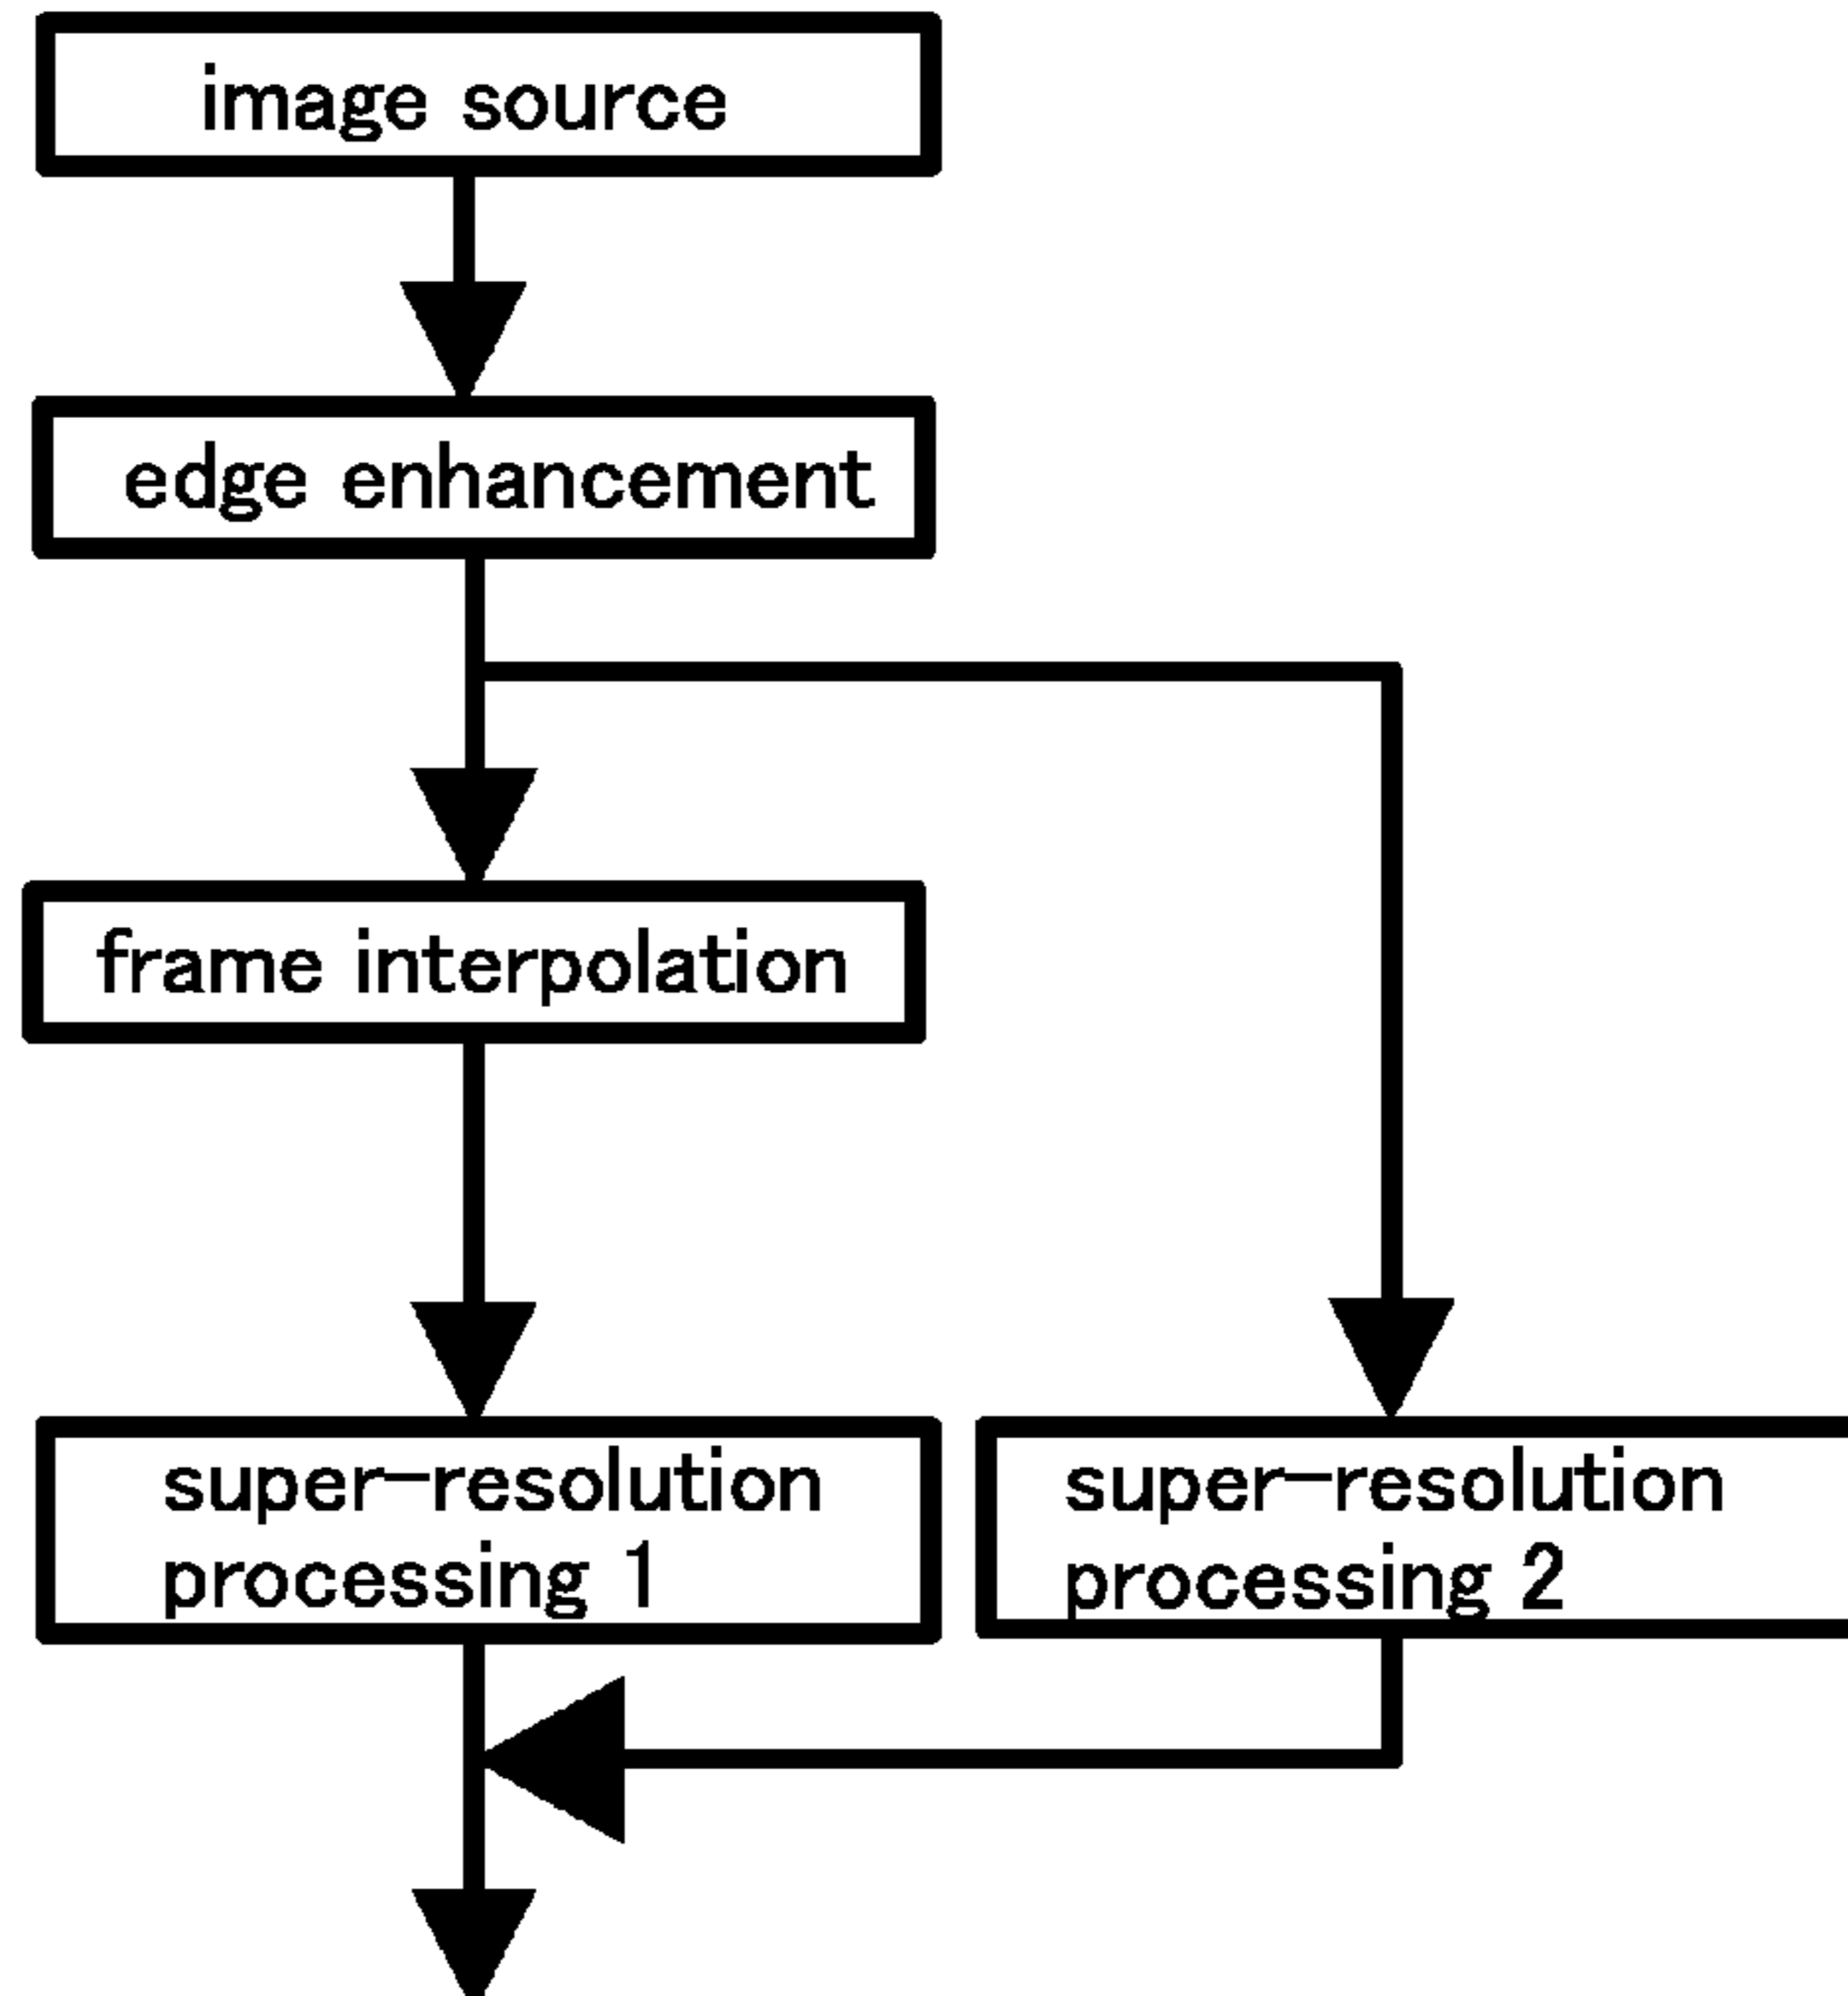 image source
edge enhancement
frame interpolation
super-resolution
processing 1
super-resolution
processing 2